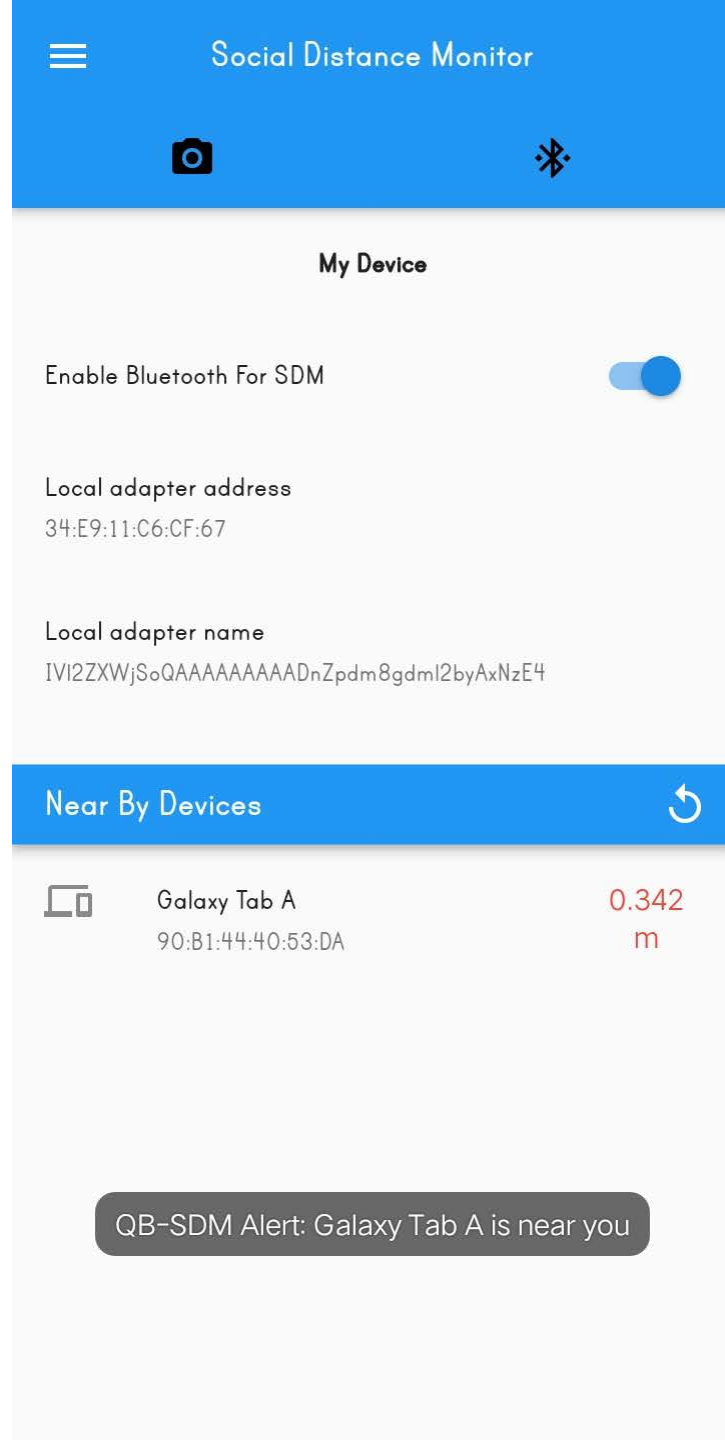 Social Distance Monitor
My Device
Enable Bluetooth For SDM
Local adapter address
34:E9:11:C6:CF:67
Local adapter name
IVI2ZXWjSoQAAAAAAAAADnZpdm8gdml2byAxNzE4
Near By Devices
Galaxy Tab A
0.342
90:B1:44:40:53:DA
m
QB-SDM Alert: Galaxy Tab A is near you